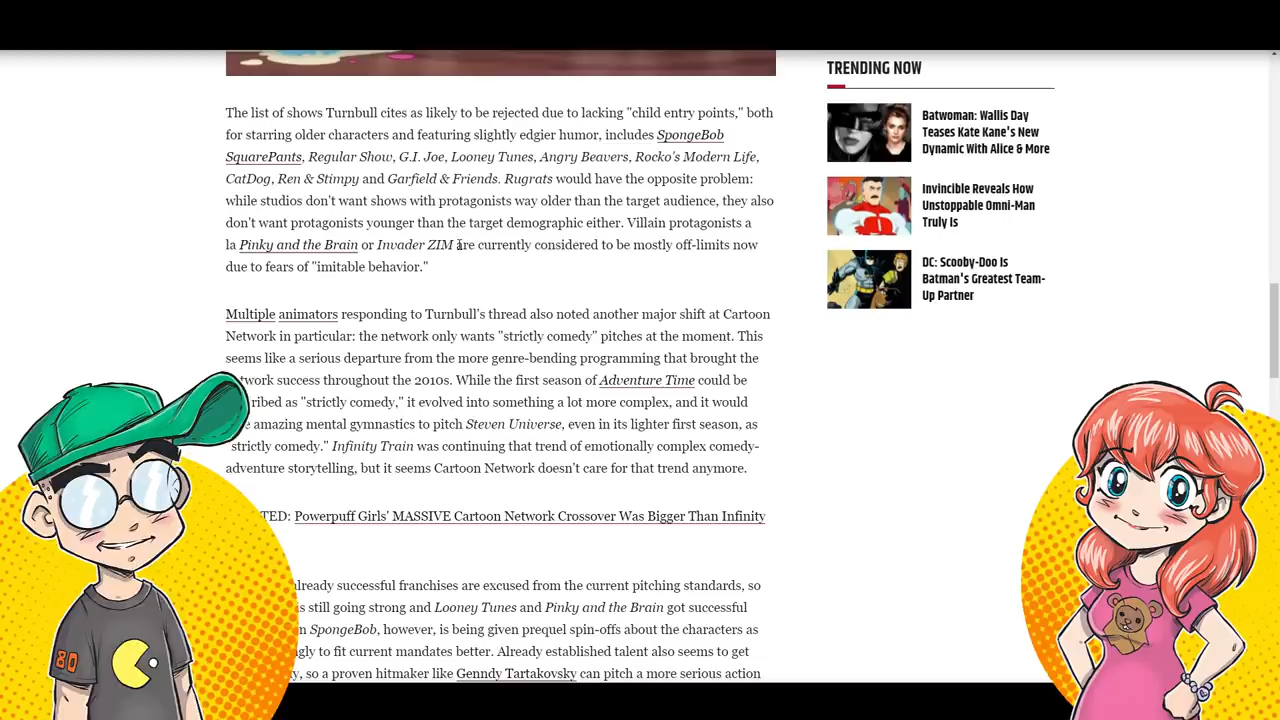 The list of shows Turnbull cites as likely to be rejected due to lacking "child entry points," both
for starring older characters and featuring slightly edgier humor, includes SpongeBob
SquarePants, Regular Show, G.I. Joe, Looney Tunes, Angry Beavers, Rocko's Modern Life,
CatDog, Ren & Stimpy and Garfield & Friends. Rugrats would have the opposite problem:
while studios don't want shows with protagonists way older than the target audience, they also
don't want protagonists younger than the target demographic either. Villain protagonists a
la Pinky and the Brain or Invader ZIM are currently considered to be mostly off-limits now
due to fears of "imitable behavior."
Multiple animators responding to Turnbull's thread also noted another major shift at Cartoon
Network in particular: the network only wants "strictly comedy" pitches at the moment. This
seems like a serious departure from the more genre-bending programming that brought the
twork success throughout the 2010s. While the first season of Adventure Time could be
ribed as "strictly comedy," it evolved into something a lot more complex, and it would
amazing mental gymnastics to pitch Steven Universe, even in its lighter first season, as
strictly comedy." Infinity Train was continuing that trend of emotionally complex comedy-
adventure storytelling, but it seems Cartoon Network doesn't care for that trend anymore.
TED: Powerpuff Girls' MASSIVE Cartoon Network Crossover Was Bigger Than Infinity
already successful franchises are excused from the current pitching standards, so
is still going strong and Looney Tunes and Pinky and the Brain got successful
n SpongeBob, however, is being given prequel spin-offs about the characters as
ngly to fit current mandates better. Already established talent also seems to get
y, so a proven hitmaker like Genndy Tartakovsky can pitch a more serious action
TRENDING NOW
Batwoman: Wallis Day
Teases Kate Kane's New
Dynamic With Alice & More
Invincible Reveals How
Unstoppable Omni-Man
Truly Is
DC: Scooby-Doo Is
Batman's Greatest Team-
Up Partner
80